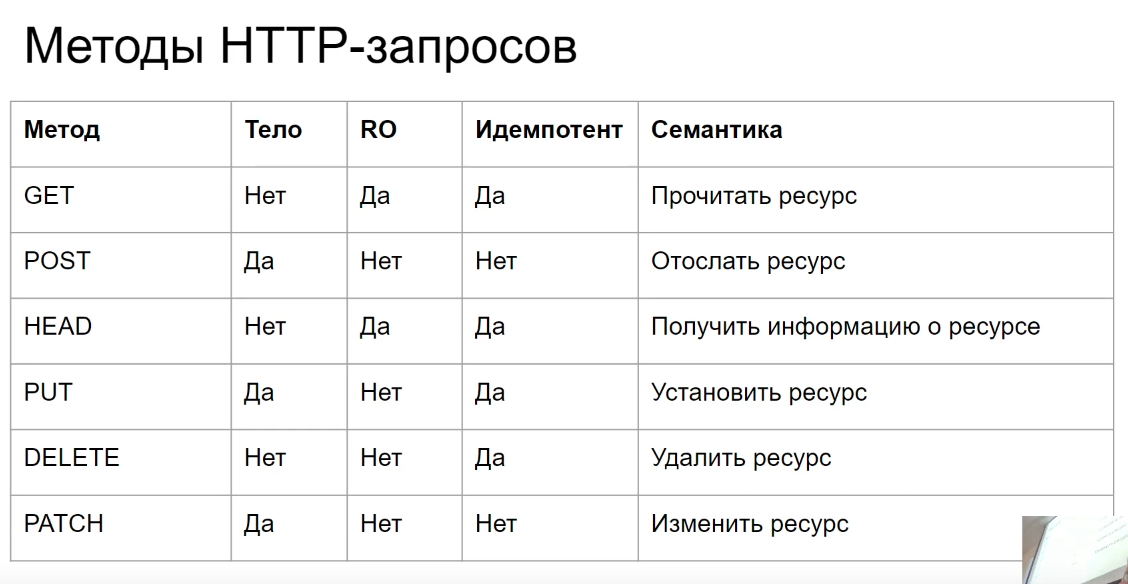 Методы HTTP-запросов
Метод Тело RO Идемпотент Семантика
GET Нет Да Да Прочитать ресурс
POST Да Нет Нет Отослать ресурс
HEAD Нет Да Да Получить информацию о ресурсе
PUT Да Нет Да Установить ресурс
DELETE Нет Нет Да Удалить ресурс
PATCH Да Нет Нет Изменить ресурс